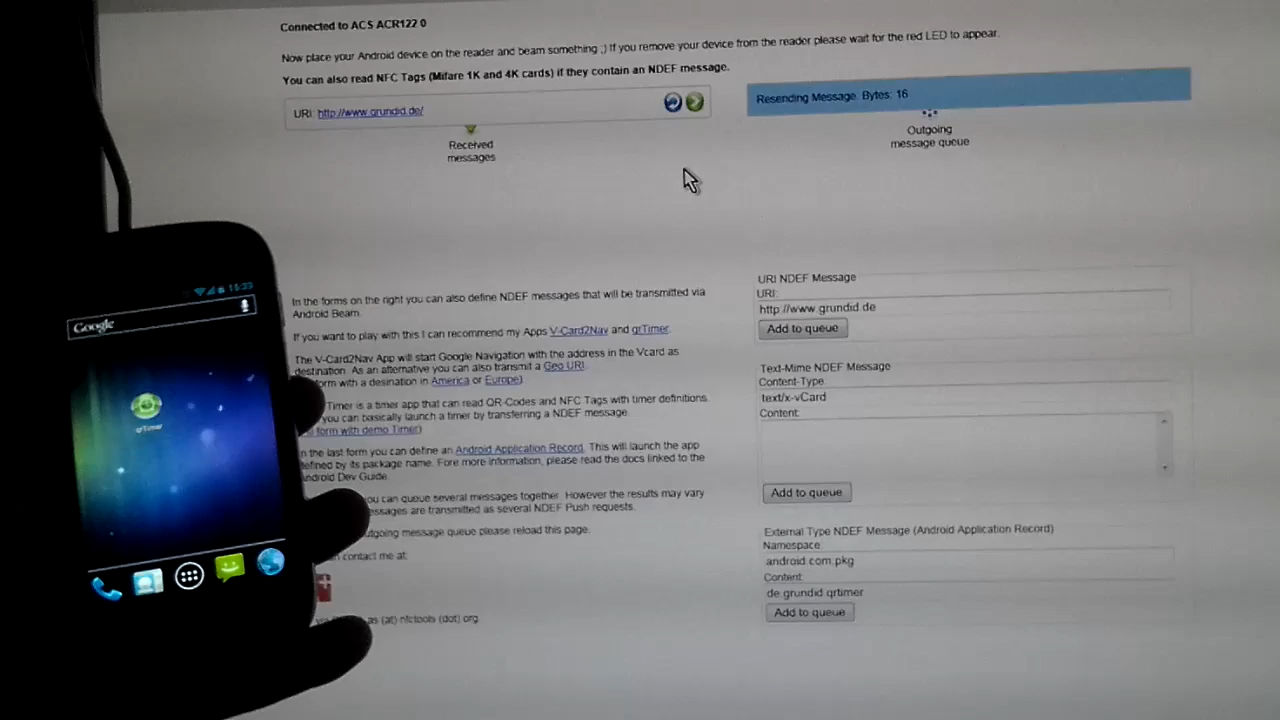 Connected to ACS ACR122 0
Now place your Android device on the reader and beam something ;) If you remove your device from the reader please wait for the red LED to appear.
You can also read NFC Tags (Mifare 1K and 4K cards) if they contain an NDEF message.
URI: http://www.grundid.de/
Resending Message. Bytes: 16
Received
messages
Outgoing
message queue
In the forms on the right you can also define NDEF messages that will be transmitted via
Android Beam.
If you want to play with this I can recommend my Apps V-Card2Nav and qrTimer.
The V-Card2Nav App will start Google Navigation with the address in the Vcard as
destination. As an alternative you can also transmit a Geo URI.
form with a desination in America or Europe)
Timer is a timer app that can read QR-Codes and NFC Tags with timer definitions.
you can basically launch a timer by transferring a NDEF message.
form with demo Timer)
In the last form you can define an Android Application Record. This will launch the app
defined by its package name. Fore more information, please read the docs linked to the
Android Dev Guide.
you can queue several messages together. However the results may vary
messages are transmitted as several NDEF Push requests.
outgoing message queue please reload this page.
contact me at:
as (at) nfctools (dot) org
URI NDEF Message
URI:
http://www.grundid.de
Add to queue
Text-Mime NDEF Message
Content-Type:
text/x-vCard
Content:
Add to queue
External Type NDEF Message (Android Application Record)
Namespace:
android.com:pkg
Content:
de.grundid.qrtimer
Add to queue
15:33
Google
qrTimer